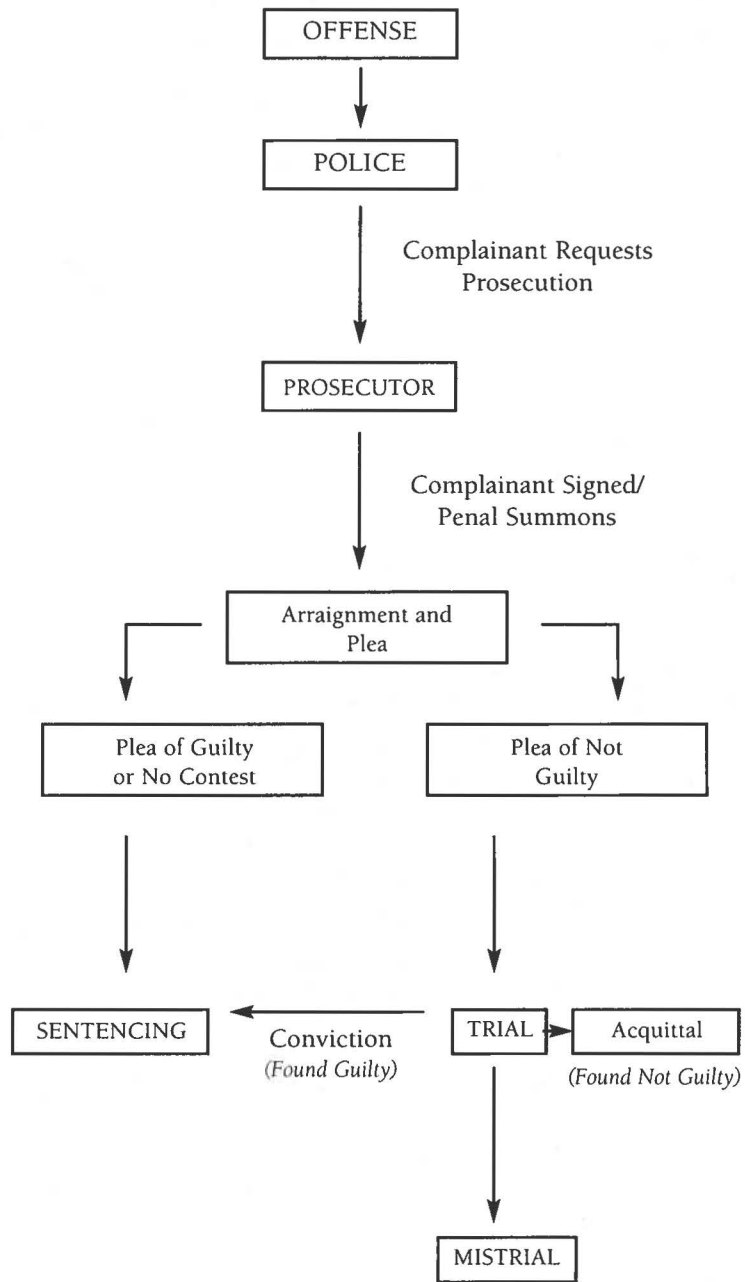 OFFENSE
POLICE
Complainant Requests
Prosecution
PROSECUTOR
Complainant Signed/
Penal Summons
Arraignment and
Plea
Plea of Guilty
or No Contest
Plea of Not
Guilty
SENTENCING
Conviction
(Found Guilty)
TRIAL
Acquittal
(Found Not Guilty)
MISTRIAL